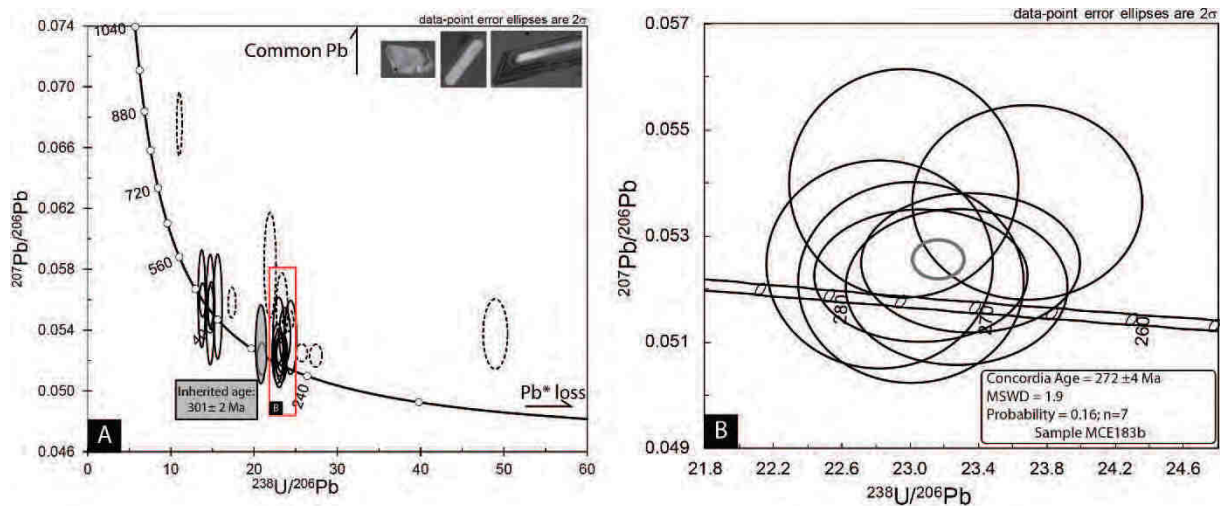 data-point error ellipses are 2σ
0.074
1040
Common Pb
0.070
880
0.066
720
0.062
560
0.058
0.054
0.050
240
Inherited age:
301± 2 Ma
B
Pb* loss
A
0.046
0 10 20 30 40 50 60
²³⁸U/²⁰⁶Pb
²⁰⁷Pb/²⁰⁶Pb
data-point error ellipses are 2σ
0.057
0.055
0.053
0.051
0.049
²⁰⁷Pb/²⁰⁶Pb
280
270
260
Concordia Age = 272 ±4 Ma
MSWD = 1.9
Probability = 0.16; n=7
Sample MCE183b
B
21.8 22.2 22.6 23.0 23.4 23.8 24.2 24.6
²³⁸U/²⁰⁶Pb